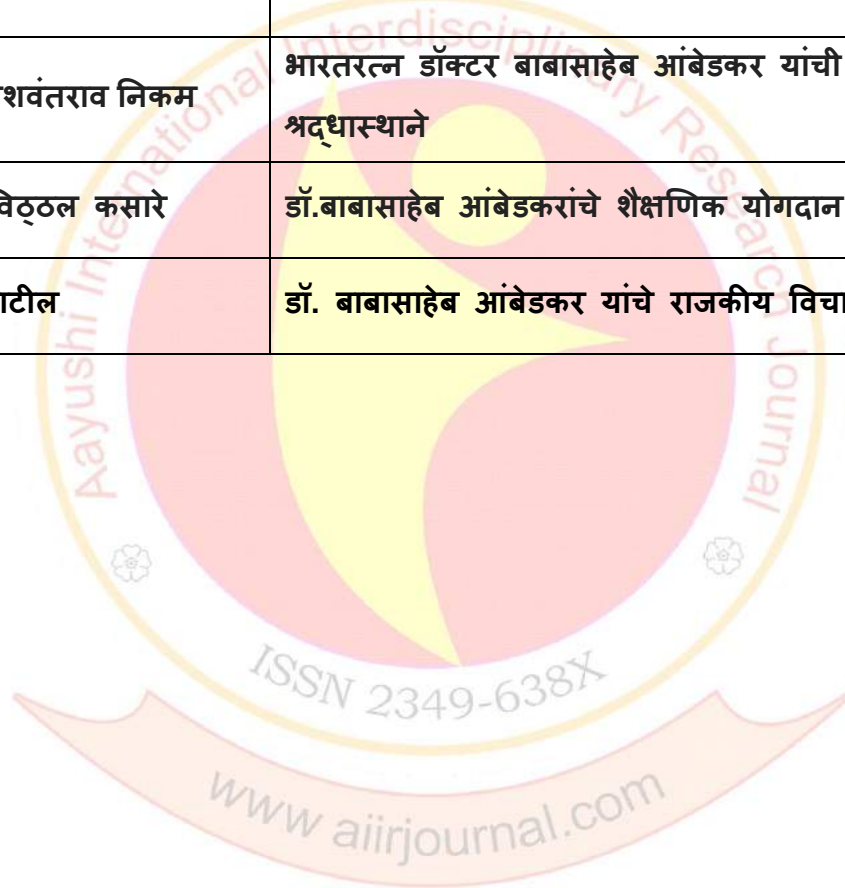 शवंतराव निकम
भारतरत्न डॉक्टर बाबासाहेब आंबेडकर यांची
श्रद्धास्थाने
विठ्ठल कसारे
डॉ.बाबासाहेब आंबेडकरांचे शैक्षणिक योगदान
ाटील
डॉ. बाबासाहेब आंबेडकर यांचे राजकीय विचा
Aayushi International Interdisciplinary Research Journal
ISSN 2349-638X
www aiirjournal.com